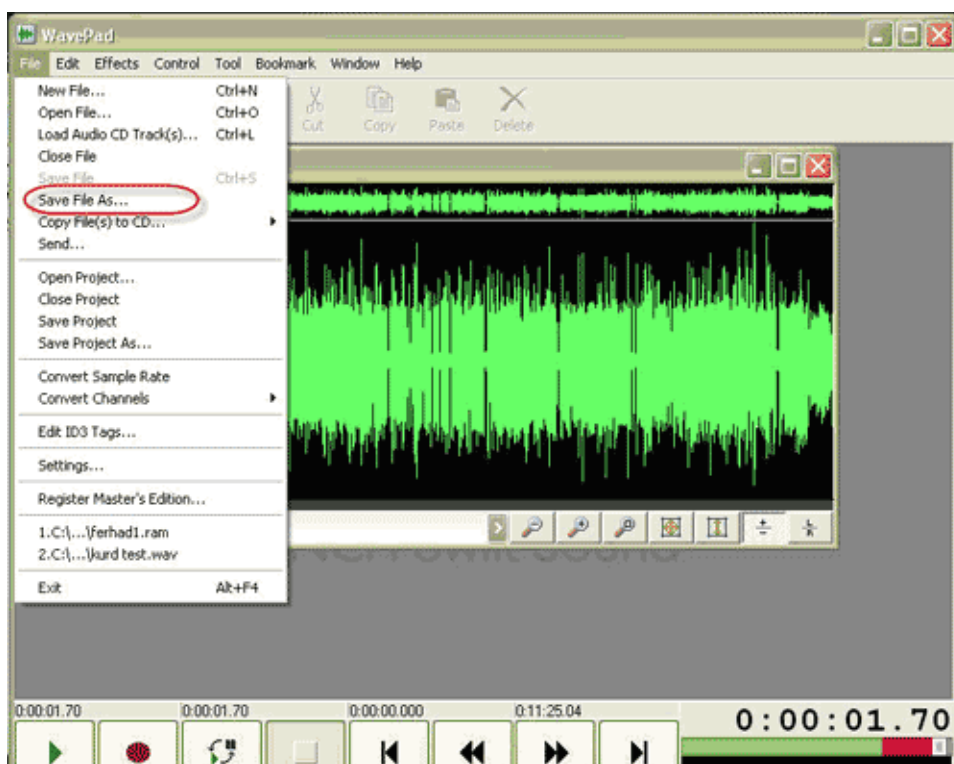 WavePad
File Edit Effects Control Tool Bookmark Window Help
New File... Ctrl+N
Open File... Ctrl+O
Load Audio CD Track(s)... Ctrl+L
Close File
Save File Ctrl+S
Save File As...
Copy File(s) to CD...
Send...
Open Project...
Close Project
Save Project
Save Project As...
Convert Sample Rate
Convert Channels
Edit ID3 Tags...
Settings...
Register Master's Edition...
1.C:\...\ferhad1.ram
2.C:\...\kurd test.wav
Exit Alt+F4
Cut Copy Paste Delete
0:00:01.70 0:00:01.70 0:00:00.000 0:11:25.04
0:00:01.70